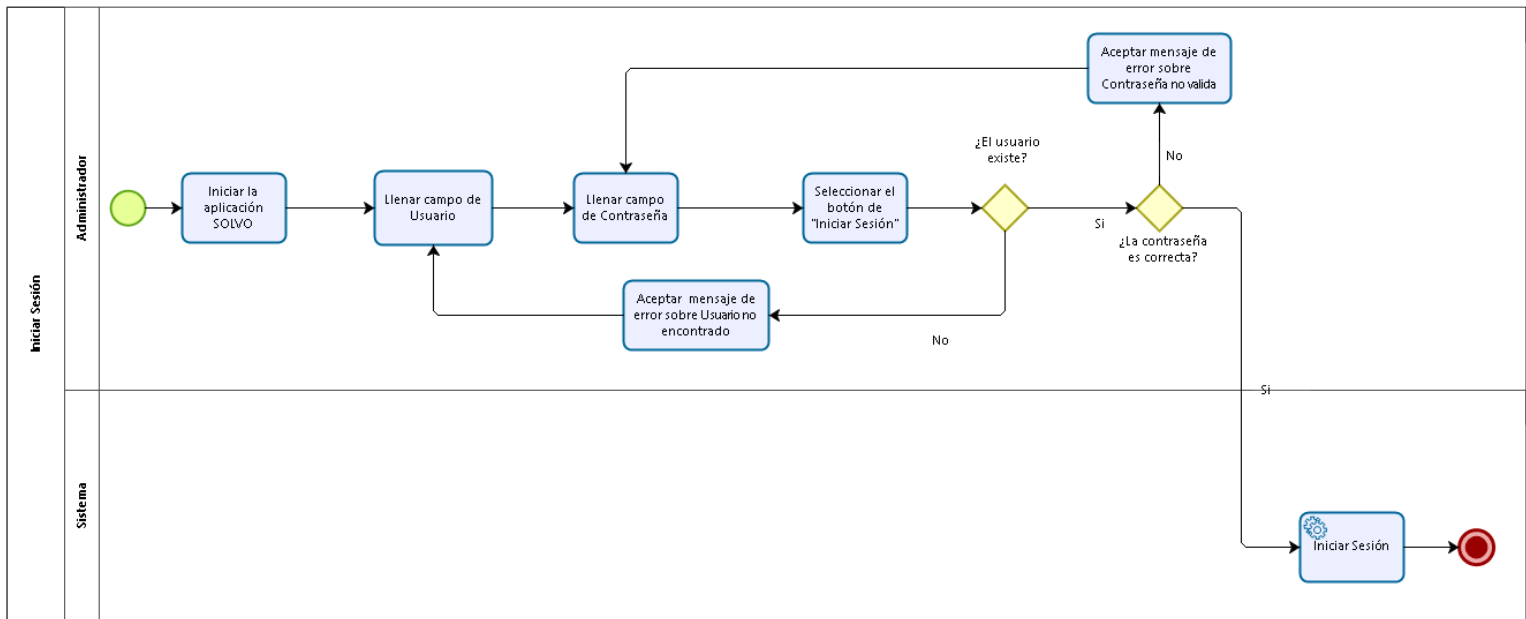 Iniciar Sesión
Administrador
Iniciar la
aplicación
SOLVO
Llenar campo de
Usuario
Llenar campo
de Contraseña
Seleccionar el
botón de
"Iniciar Sesión"
¿El usuario
existe?
Si
¿La contraseña
es correcta?
No
Aceptar mensaje de
error sobre
Contraseña no valida
No
Aceptar mensaje de
error sobre Usuario no
encontrado
Si
Sistema
Iniciar Sesión